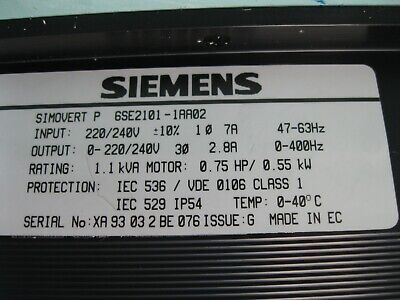 SIEMENS
SIMOVERT P 6SE2101-1AA02
INPUT: 220/240V ±10% 1Ø 7A 47-63Hz
OUTPUT: 0-220/240V 3Ø 2.8A 0-400Hz
RATING: 1.1kVA MOTOR: 0.75 HP/ 0.55 kW
PROTECTION: IEC 536 / VDE 0106 CLASS 1
IEC 529 IP54 TEMP: 0-40°C
SERIAL No: XA 93 03 2 BE 076 ISSUE: G MADE IN EC